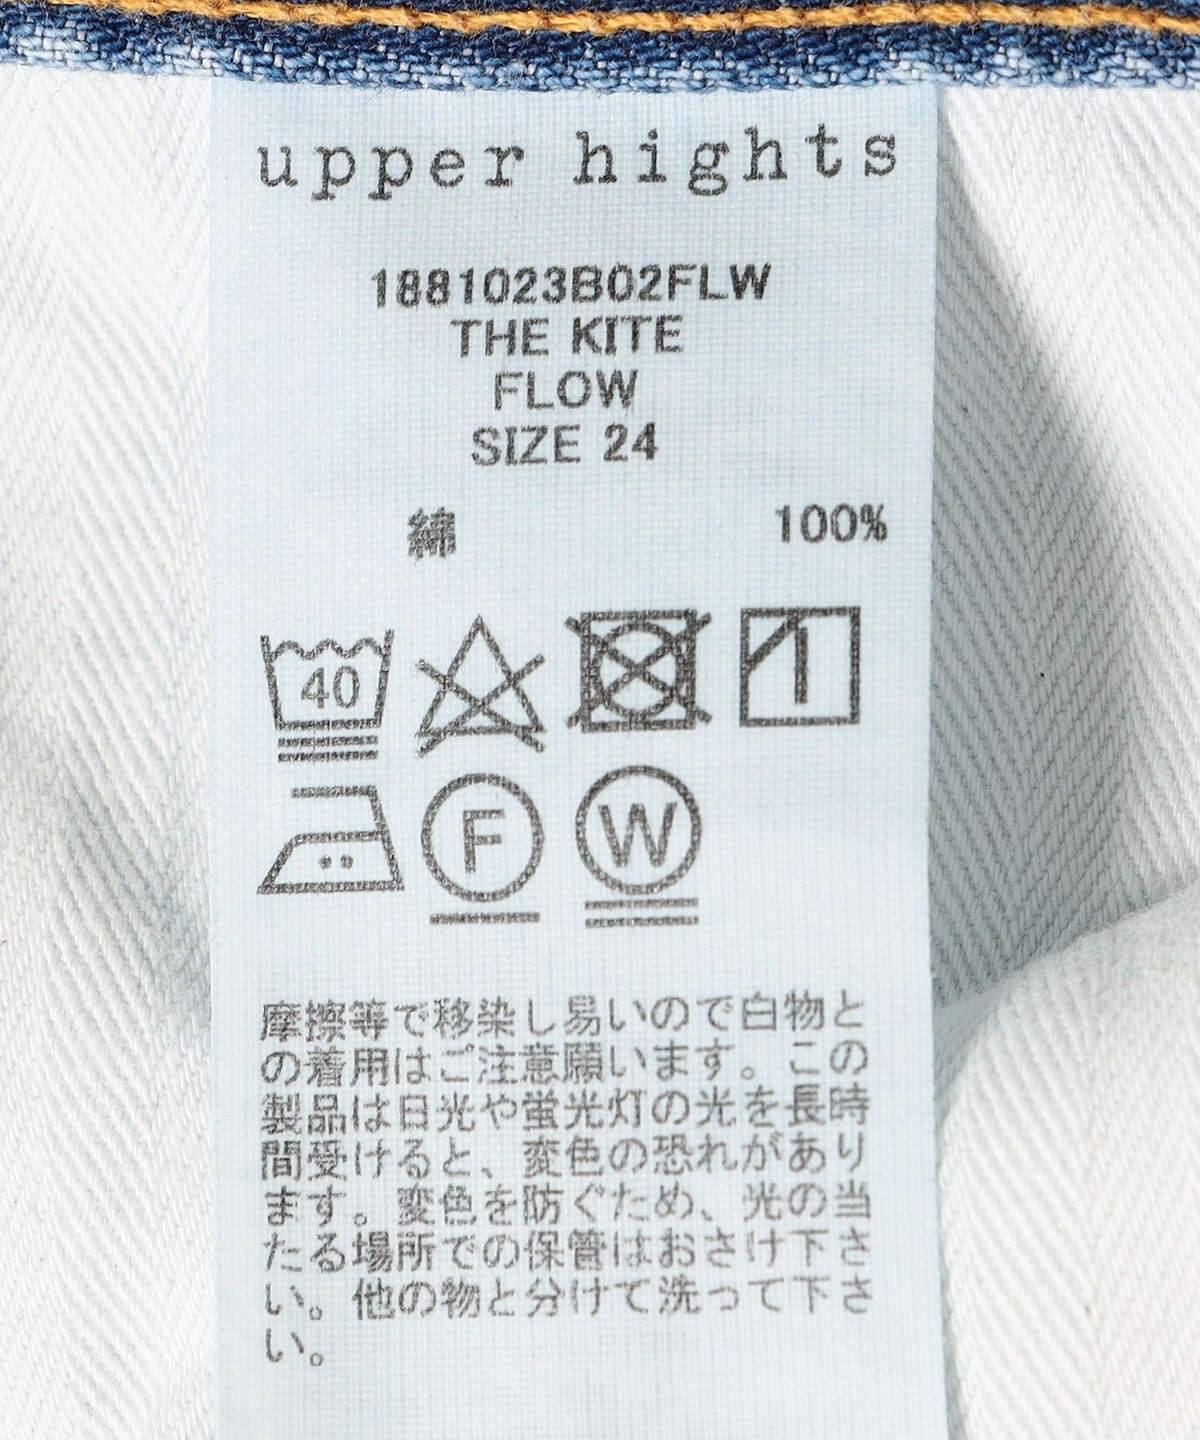 upper hights
1881023B02FLW
THE KITE
FLOW
SIZE 24
綿 100%
40
F W
摩擦等で移染し易いので白物と
の着用はご注意願います。この
製品は日光や蛍光灯の光を長時
間受けると、変色の恐れがあり
ます。変色を防ぐため、光の当
たる場所での保管はおさけ下さ
い。他の物と分けて洗って下さ
い。